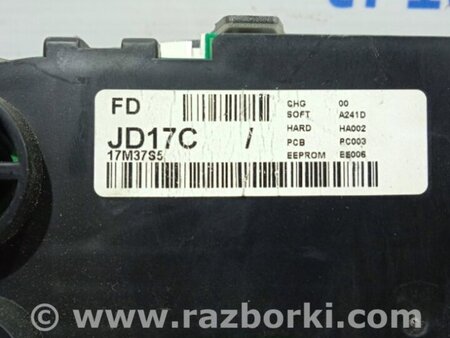 FD
CHG 00
SOFT A241D
JD17C /
HARD HA002
PCB PC003
17M37S5
EEPROM EE006
www.razborki.com